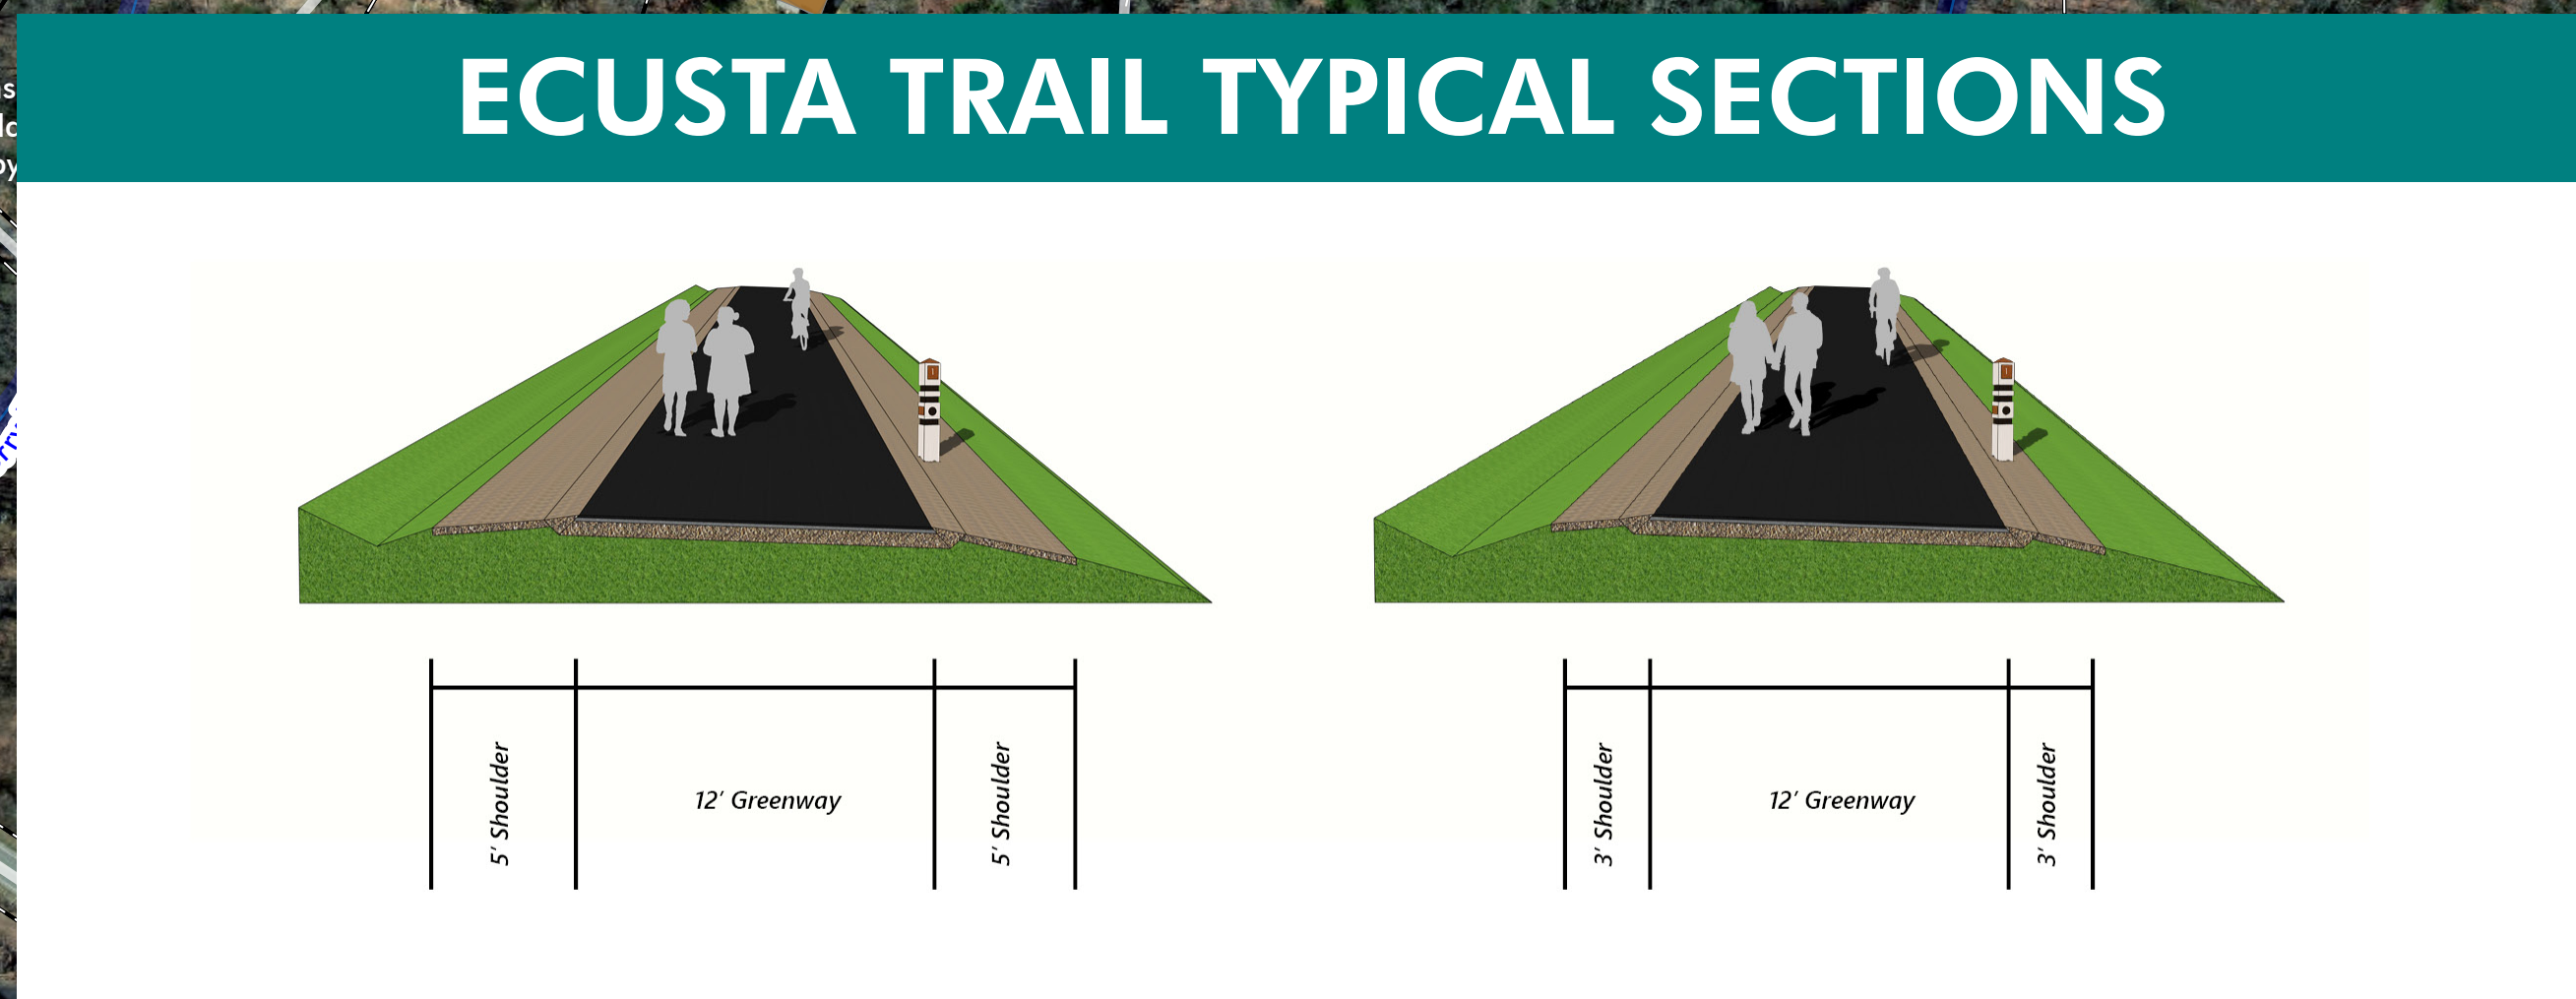 ECUSTA TRAIL TYPICAL SECTIONS
5' Shoulder
12' Greenway
5' Shoulder
3' Shoulder
12' Greenway
3' Shoulder